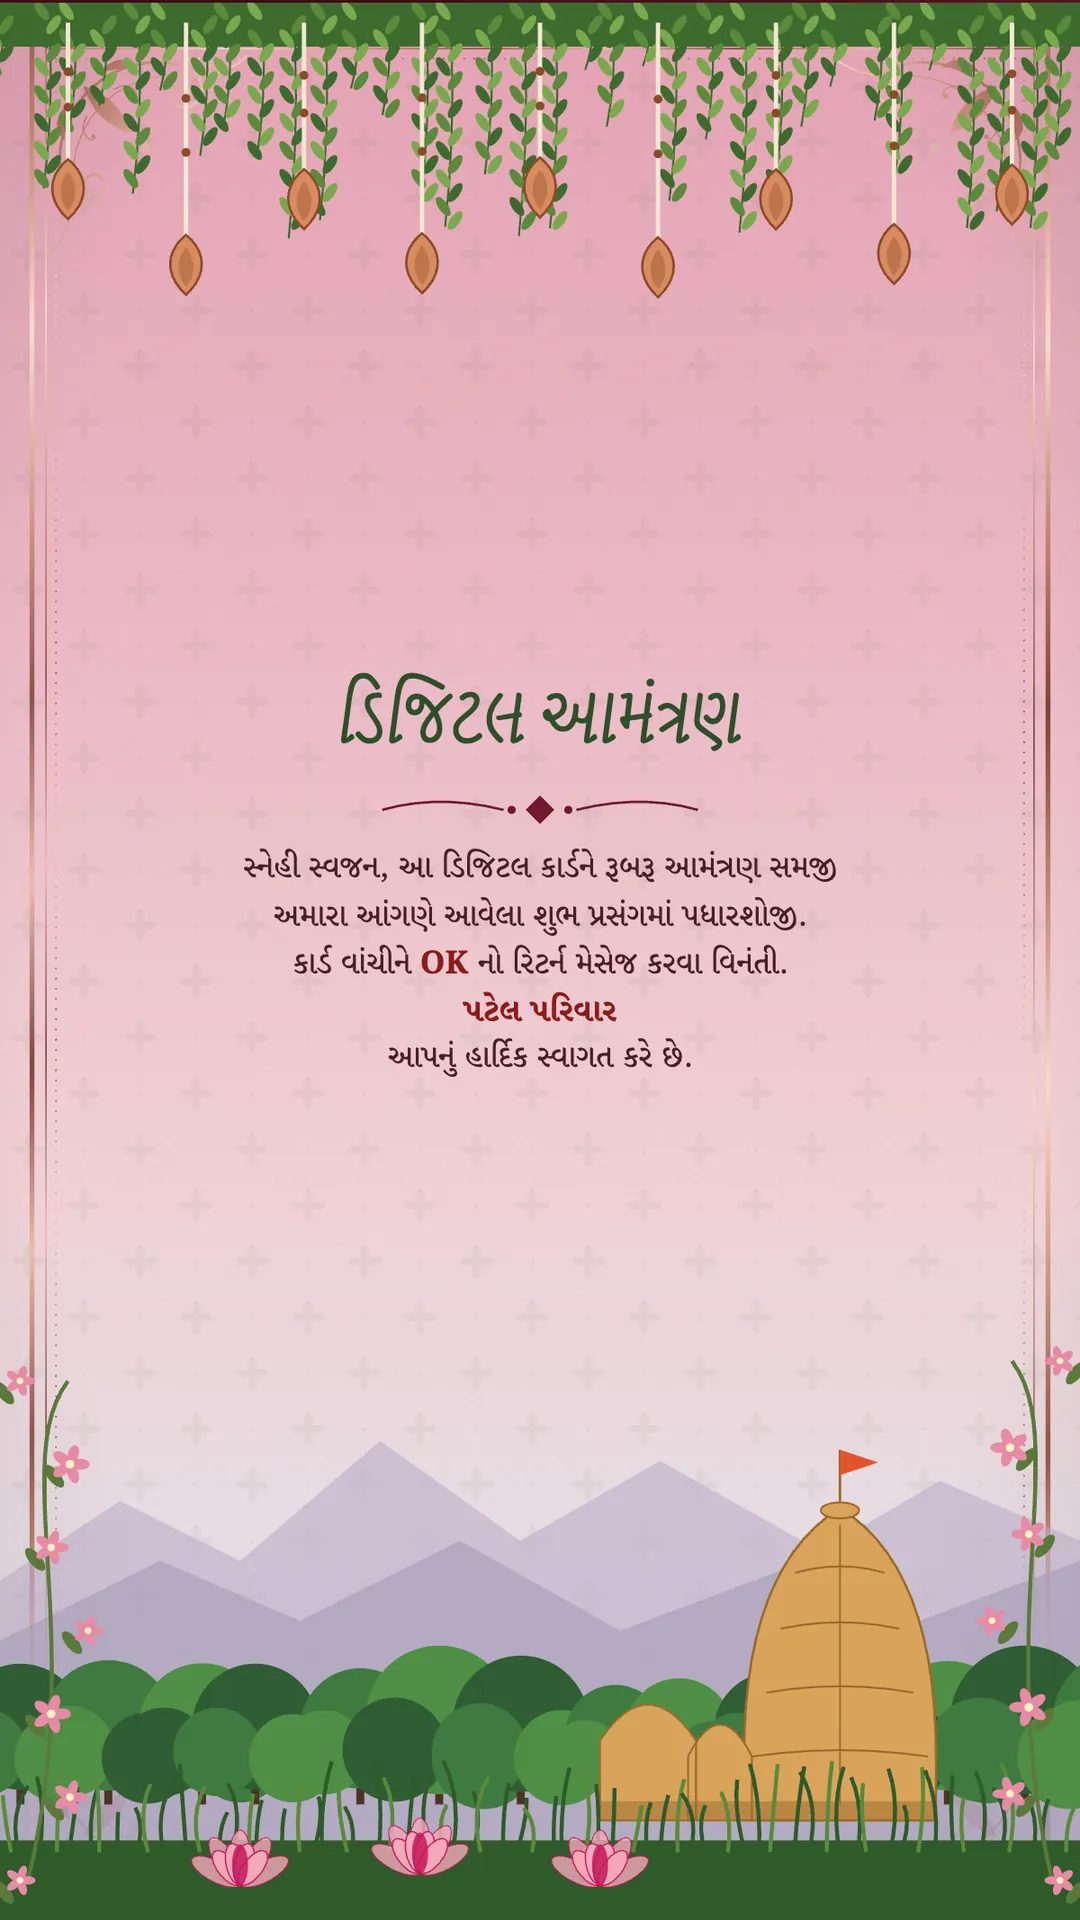 ડિજિટલ આમંત્રણ
સ્નેહી સ્વજન, આ ડિજિટલ કાર્ડને રૂબરૂ આમંત્રણ સમજી
અમારા આંગણે આવેલા શુભ પ્રસંગમાં પધારશોજી.
કાર્ડ વાંચીને OK નો રિટર્ન મેસેજ કરવા વિનંતી.
પટેલ પરિવાર
આપનું હાર્દિક સ્વાગત કરે છે.